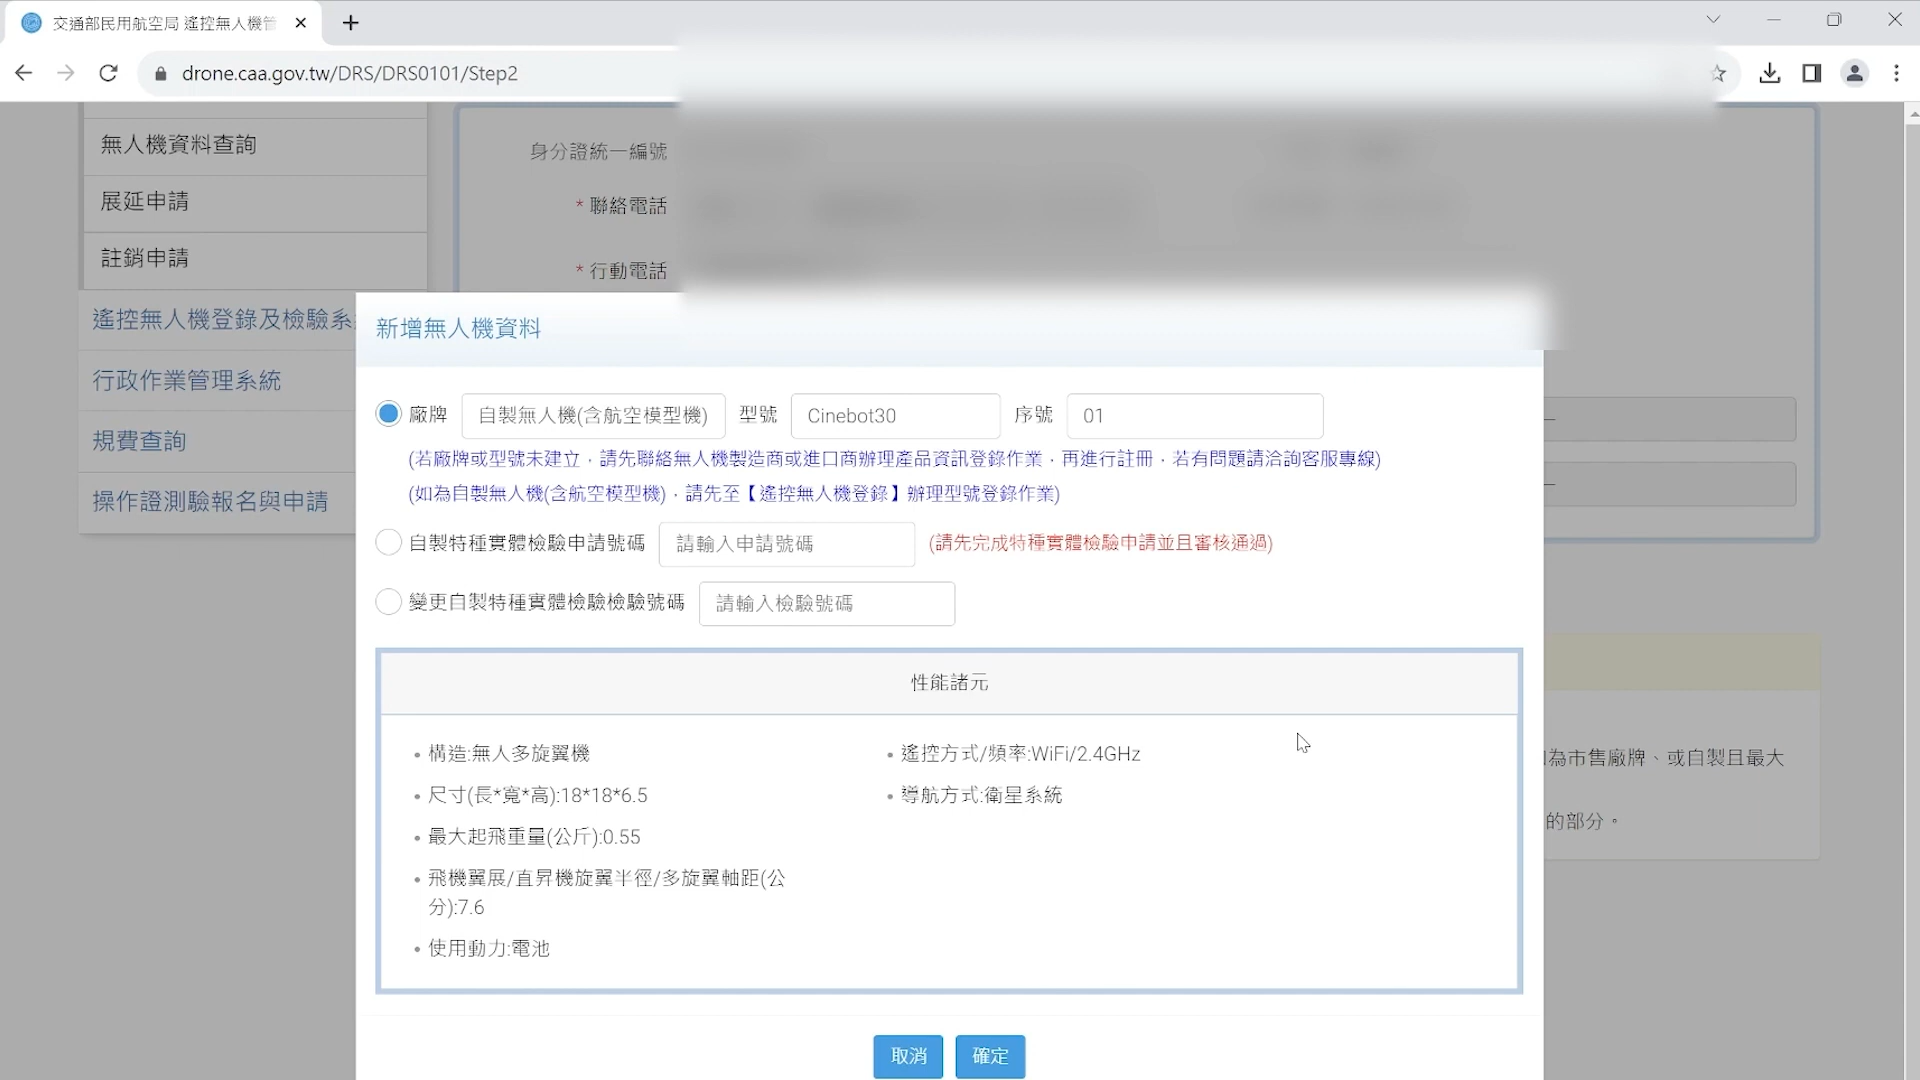 交通部民用航空局 遙控無人機管
drone.caa.gov.tw/DRS/DRS0101/Step2
無人機資料查詢
展延申請
註銷申請
遙控無人機登錄及檢驗系
行政作業管理系統
規費查詢
操作證測驗報名與申請
身分證統一編號
* 聯絡電話
* 行動電話
新增無人機資料
廠牌 自製無人機(含航空模型機) 型號 Cinebot30 序號 01
(若廠牌或型號未建立，請先聯絡無人機製造商或進口商辦理產品資訊登錄作業，再進行註冊，若有問題請洽詢客服專線)
(如為自製無人機(含航空模型機)，請先至【遙控無人機登錄】辦理型號登錄作業)
自製特種實體檢驗申請號碼 請輸入申請號碼 (請先完成特種實體檢驗申請並且審核通過)
變更自製特種實體檢驗檢驗號碼 請輸入檢驗號碼
性能諸元
• 構造:無人多旋翼機
• 尺寸(長*寬*高):18*18*6.5
• 最大起飛重量(公斤):0.55
• 飛機翼展/直昇機旋翼半徑/多旋翼軸距(公
分):7.6
• 使用動力:電池
• 遙控方式/頻率:WiFi/2.4GHz
• 導航方式:衛星系統
為市售廠牌、或自製且最大
的部分。
取消 確定